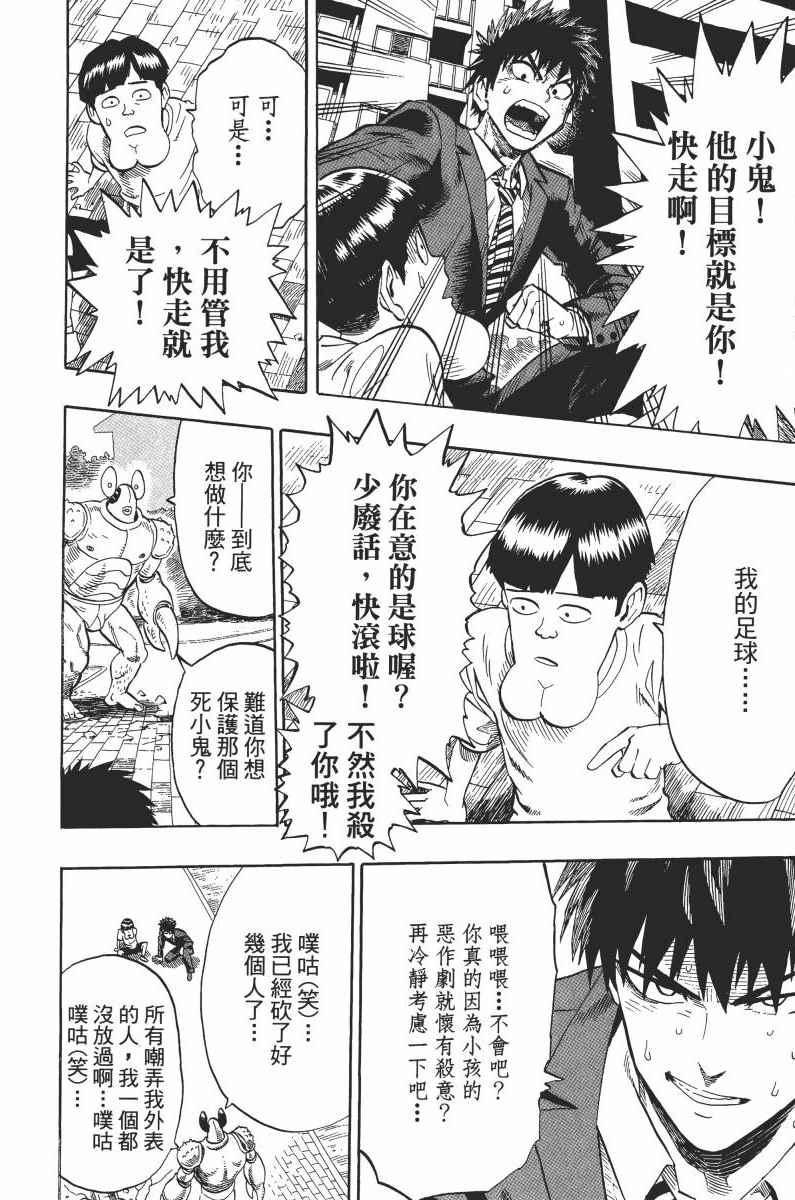 小鬼！
他的目標就是你！
快走啊！
可…
可是…
不用管我
，快走就
是了！
我的足球……
你在意的是球喔？
少廢話，快滾啦！
不然我殺
了你哦！
你──到底
想做什麼？
難道你想
保護那個
死小鬼？
喂喂喂…不會吧？
你真的因為小孩的
惡作劇就懷有殺意？
再冷靜考慮一下吧…
噗咕（笑）…
我已經砍了好
幾個人了…
所有嘲弄我外表
的人，我一個都
沒放過啊…噗咕
噗咕（笑）…